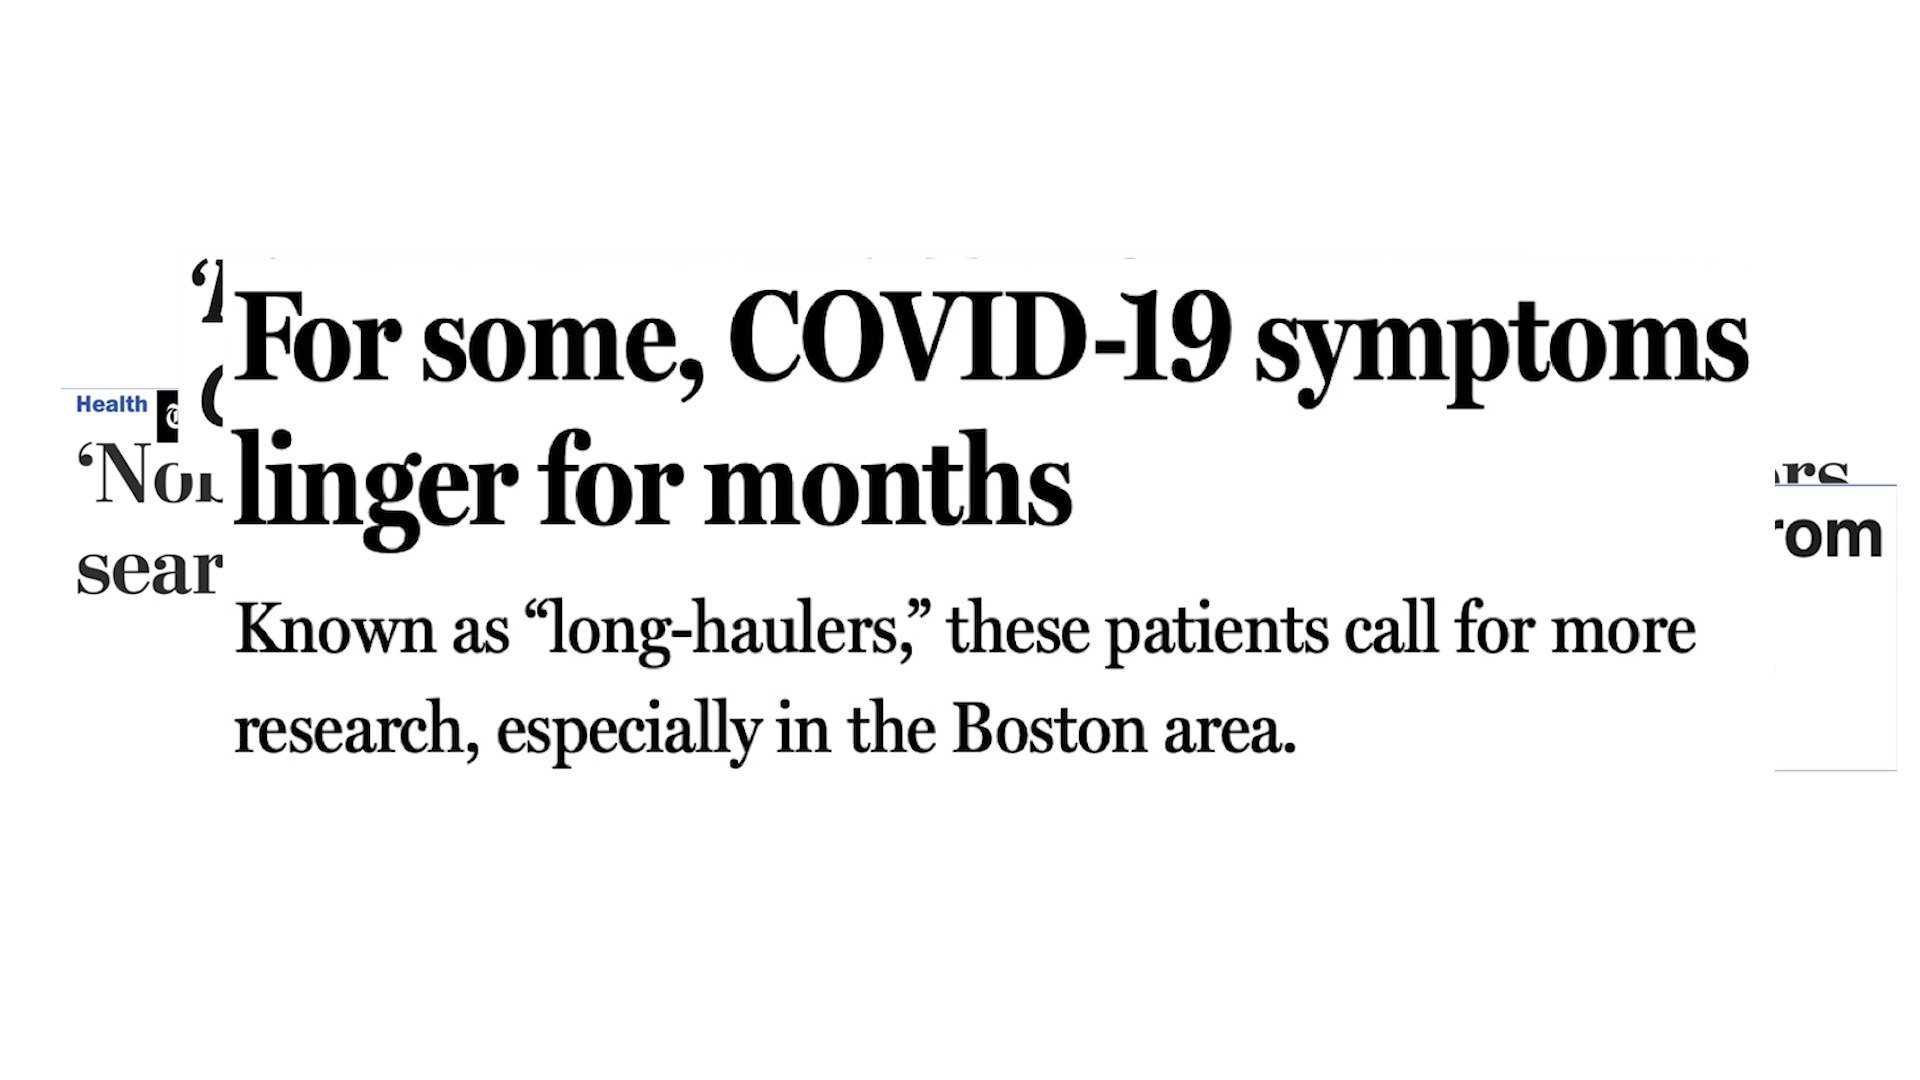 For some, COVID-19 symptoms
linger for months
Known as “long-haulers,” these patients call for more
research, especially in the Boston area.
Health